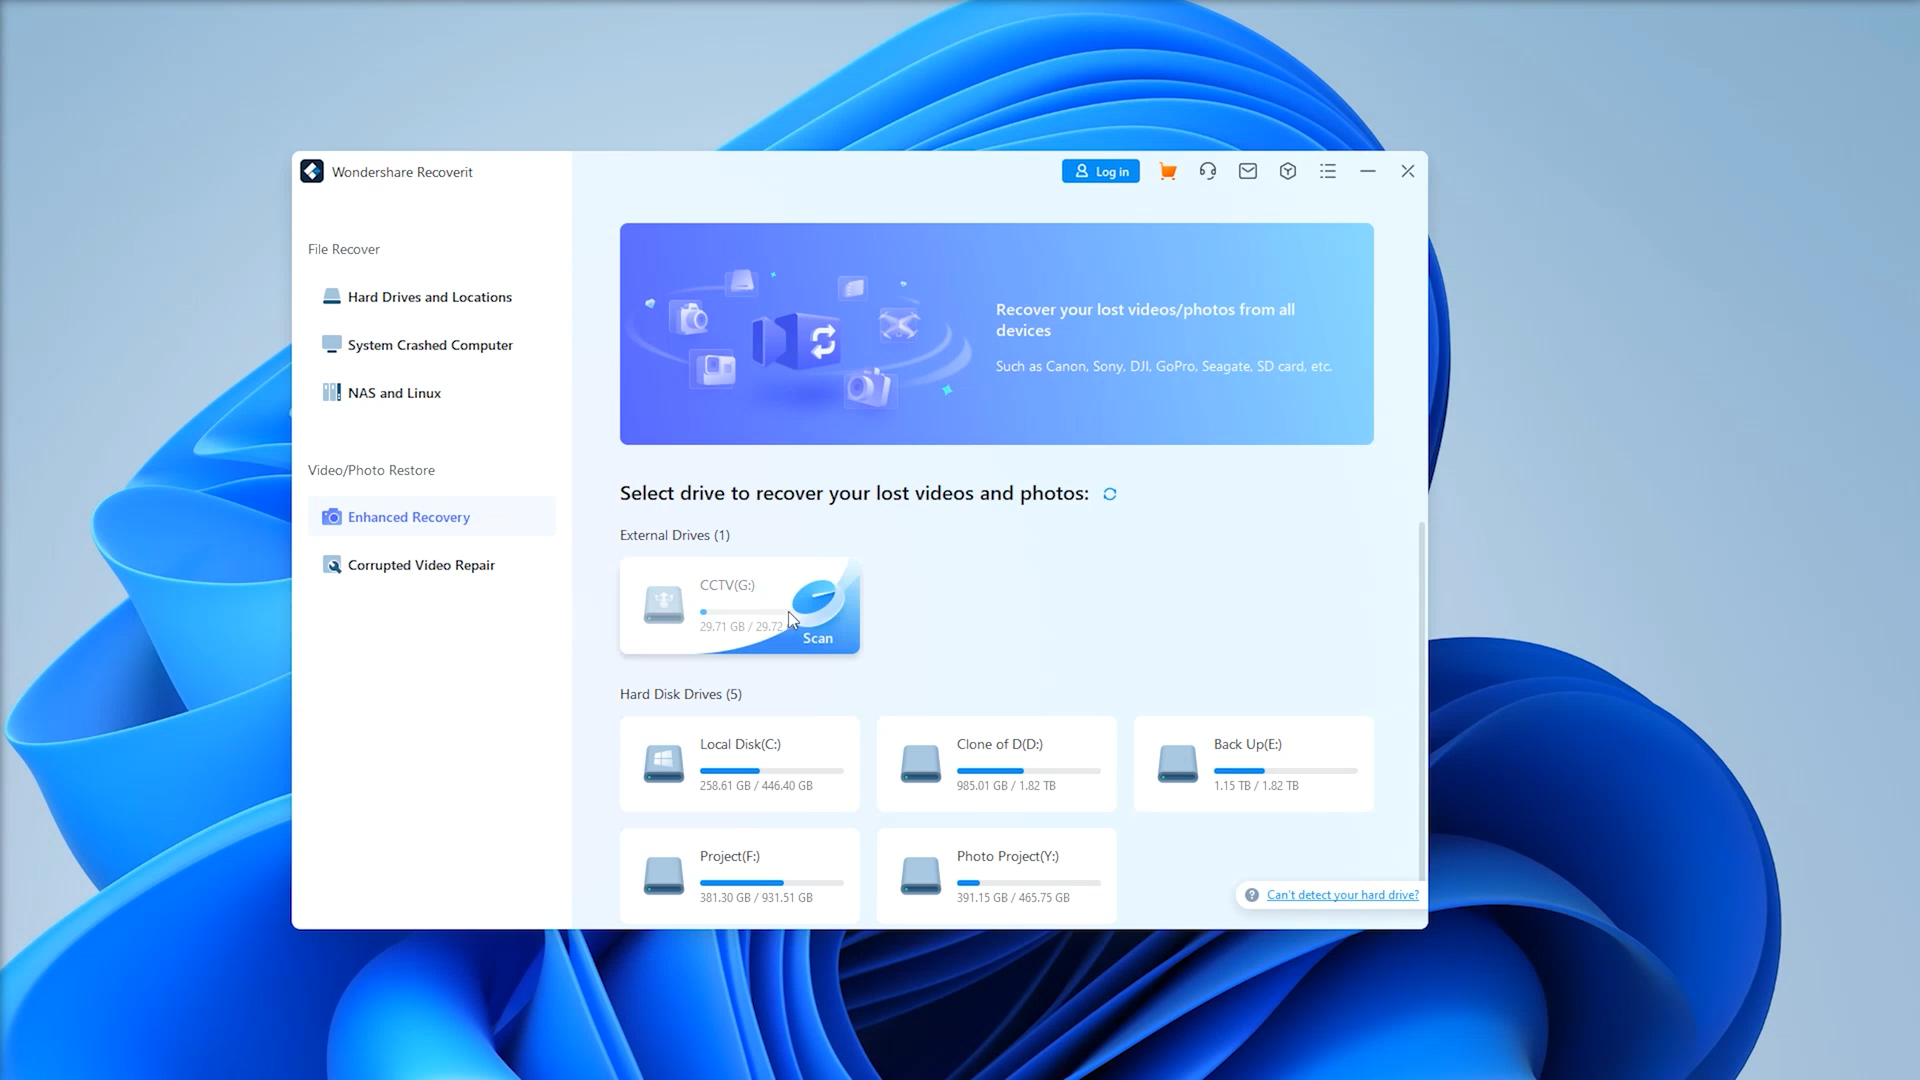 Wondershare Recoverit
Log in
File Recover
Hard Drives and Locations
System Crashed Computer
NAS and Linux
Video/Photo Restore
Enhanced Recovery
Corrupted Video Repair
Recover your lost videos/photos from all
devices
Such as Canon, Sony, DJI, GoPro, Seagate, SD card, etc.
Select drive to recover your lost videos and photos:
External Drives (1)
CCTV(G:)
29.71 GB / 29.72
Scan
Hard Disk Drives (5)
Local Disk(C:)
258.61 GB / 446.40 GB
Clone of D(D:)
985.01 GB / 1.82 TB
Back Up(E:)
1.15 TB / 1.82 TB
Project(F:)
381.30 GB / 931.51 GB
Photo Project(Y:)
391.15 GB / 465.75 GB
Can't detect your hard drive?